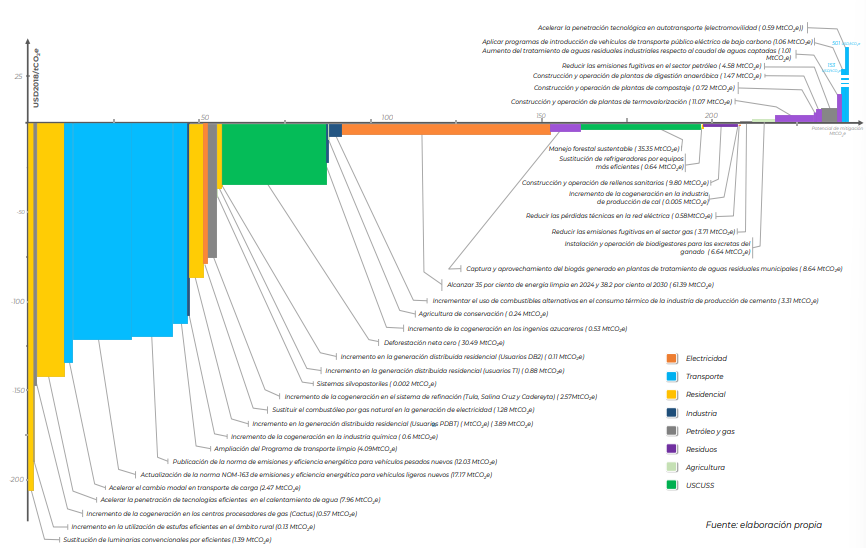 Acelerar la penetración tecnológica en autotransporte (electromovilidad ( 0.59 MtCO₂e))
Aplicar programas de introducción de vehículos de transporte público eléctrico de bajo carbono (1.06 MtCO₂e)
Aumento del tratamiento de aguas residuales industriales respecto al caudal de aguas captadas ( 1.01
MtCO₂e)
Reducir las emisiones fugitivas en el sector petróleo ( 4.58 MtCO₂e)
Construcción y operación de plantas de digestión anaeróbica ( 1.47 MtCO₂e)
Construcción y operación de plantas de compostaje ( 0.72 MtCO₂e)
Construcción y operación de plantas de termovalorización ( 11.07 MtCO₂e)
USD2018/tCO₂e
25
50
100
150
200
Potencial de mitigación
MtCO₂e
Manejo forestal sustentable ( 35.35 MtCO₂e)
Sustitución de refrigeradores por equipos
más eficientes ( 0.64 MtCO₂e)
Construcción y operación de rellenos sanitarios ( 9.80 MtCO₂e)
Incremento de la cogeneración en la industria
de producción de cal ( 0.005 MtCO₂e)
Reducir las pérdidas técnicas en la red eléctrica ( 0.58MtCO₂e)
Reducir las emisiones fugitivas en el sector gas ( 3.71 MtCO₂e)
Instalación y operación de biodigestores para las excretas del
ganado ( 6.64 MtCO₂e)
-50
Captura y aprovechamiento del biogás generado en plantas de tratamiento de aguas residuales municipales ( 8.64 MtCO₂e)
Alcanzar 35 por ciento de energía limpia en 2024 y 38.2 por ciento al 2030 ( 61.39 MtCO₂e)
-100
Incrementar el uso de combustibles alternativos en el consumo térmico de la industria de producción de cemento ( 3.31 MtCO₂e)
Agricultura de conservación ( 0.24 MtCO₂e)
Incremento de la cogeneración en los ingenios azucareros ( 0.53 MtCO₂e)
Deforestación neta cero ( 30.49 MtCO₂e)
Incremento en la generación distribuida residencial (Usuarios DB2) ( 0.11 MtCO₂e)
Incremento en la generación distribuida residencial (usuarios T1) ( 0.88 MtCO₂e)
Sistemas silvopastoriles ( 0.002 MtCO₂e)
-150
Incremento de la cogeneración en el sistema de refinación (Tula, Salina Cruz y Cadereyta) ( 2.57MtCO₂e)
Sustituir el combustóleo por gas natural en la generación de electricidad ( 1.28 MtCO₂e)
Incremento en la generación distribuida residencial (Usuarios PDBT) ( MtCO₂e) ( 3.89 MtCO₂e)
Incremento de la cogeneración en la industria química ( 0.6 MtCO₂e)
Ampliación del Programa de transporte limpio (4.09MtCO₂e)
Publicación de la norma de emisiones y eficiencia energética para vehículos pesados nuevos (12.03 MtCO₂e)
Actualización de la norma NOM-163 de emisiones y eficiencia energética para vehículos ligeros nuevos (17.17 MtCO₂e)
200
Acelerar el cambio modal en transporte de carga (2.47 MtCO₂e)
Acelerar la penetración de tecnologías eficientes en el calentamiento de agua (7.96 MtCO₂e)
Incremento de la cogeneración en los centros procesadores de gas (Cactus) (0.57 MtCO₂e)
Incremento en la utilización de estufas eficientes en el ámbito rural (0.13 MtCO₂e)
Sustitución de luminarias convencionales por eficientes (1.39 MtCO₂e)
Electricidad
Transporte
Residencial
Industria
Petróleo y gas
Residuos
Agricultura
USCUSS
Fuente: elaboración propia